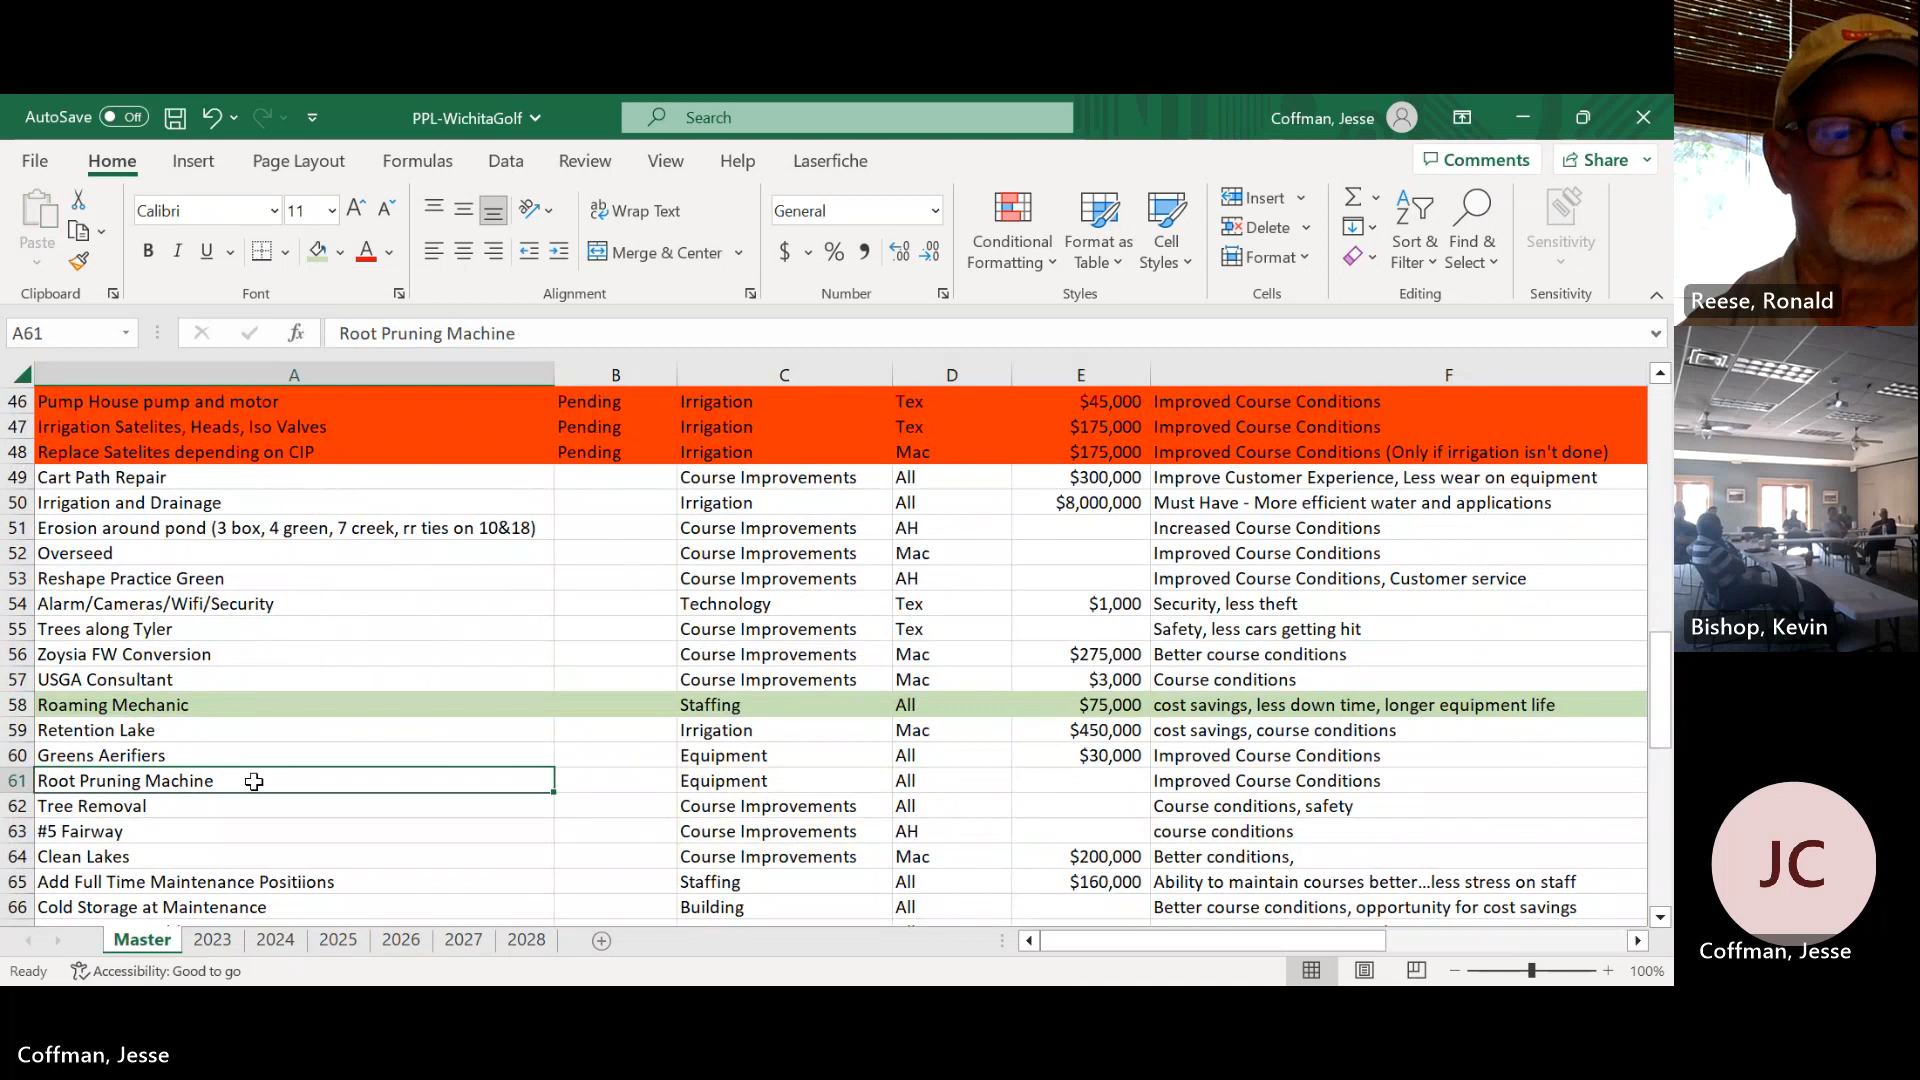 AutoSave Off PPL-WichitaGolf Search Coffman, Jesse
File Home Insert Page Layout Formulas Data Review View Help Laserfiche Comments Share
Paste Calibri 11 Wrap Text General Conditional Formatting Format as Table Cell Styles Insert Sort & Filter Find & Select Sensitivity
B I U A Merge & Center $ % Delete Format
Clipboard Font Alignment Number Styles Cells Editing Sensitivity
A61 fx Root Pruning Machine
A B C D E F
46 Pump House pump and motor Pending Irrigation Tex $45,000 Improved Course Conditions
47 Irrigation Satelites, Heads, Iso Valves Pending Irrigation Tex $175,000 Improved Course Conditions
48 Replace Satelites depending on CIP Pending Irrigation Mac $175,000 Improved Course Conditions (Only if irrigation isn't done)
49 Cart Path Repair Course Improvements All $300,000 Improve Customer Experience, Less wear on equipment
50 Irrigation and Drainage Irrigation All $8,000,000 Must Have - More efficient water and applications
51 Erosion around pond (3 box, 4 green, 7 creek, rr ties on 10&18) Course Improvements AH Increased Course Conditions
52 Overseed Course Improvements Mac Improved Course Conditions
53 Reshape Practice Green Course Improvements AH Improved Course Conditions, Customer service
54 Alarm/Cameras/Wifi/Security Technology Tex $1,000 Security, less theft
55 Trees along Tyler Course Improvements Tex Safety, less cars getting hit
56 Zoysia FW Conversion Course Improvements Mac $275,000 Better course conditions
57 USGA Consultant Course Improvements Mac $3,000 Course conditions
58 Roaming Mechanic Staffing All $75,000 cost savings, less down time, longer equipment life
59 Retention Lake Irrigation Mac $450,000 cost savings, course conditions
60 Greens Aerifiers Equipment All $30,000 Improved Course Conditions
61 Root Pruning Machine Equipment All Improved Course Conditions
62 Tree Removal Course Improvements All Course conditions, safety
63 #5 Fairway Course Improvements AH course conditions
64 Clean Lakes Course Improvements Mac $200,000 Better conditions,
65 Add Full Time Maintenance Positiions Staffing All $160,000 Ability to maintain courses better...less stress on staff
66 Cold Storage at Maintenance Building All Better course conditions, opportunity for cost savings
Master 2023 2024 2025 2026 2027 2028
Ready Accessibility: Good to go 100%
Reese, Ronald
Bishop, Kevin
JC
Coffman, Jesse
Coffman, Jesse